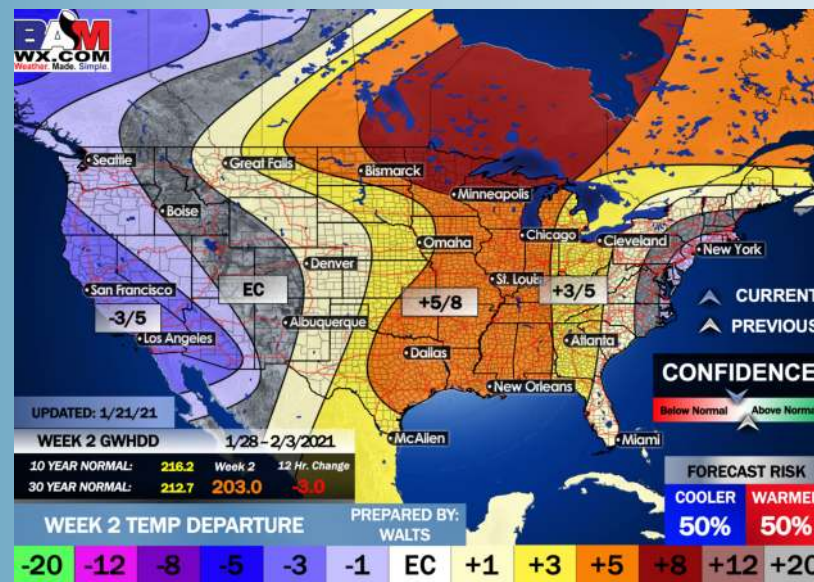 BAM
WX.COM
Weather. Made. Simple.
Seattle
Great Falls
Bismarck
Minneapolis
Boise
Omaha
Chicago
Cleveland
New York
San Francisco
EC
Denver
St. Louis
-3/5
+5/8
+3/5
Los Angeles
Albuquerque
Dallas
Atlanta
New Orleans
McAllen
Miami
CURRENT
PREVIOUS
CONFIDENCE
Below Normal
Above Norma
UPDATED: 1/21/21
WEEK 2 GWHDD 1/28 – 2/3/2021
10 YEAR NORMAL: 216.2 Week 2 12 Hr. Change
30 YEAR NORMAL: 212.7 203.0 -3.0
WEEK 2 TEMP DEPARTURE
PREPARED BY:
WALTS
FORECAST RISK
COOLER WARMER
50% 50%
-20 -12 -8 -5 -3 -1 EC +1 +3 +5 +8 +12 +20